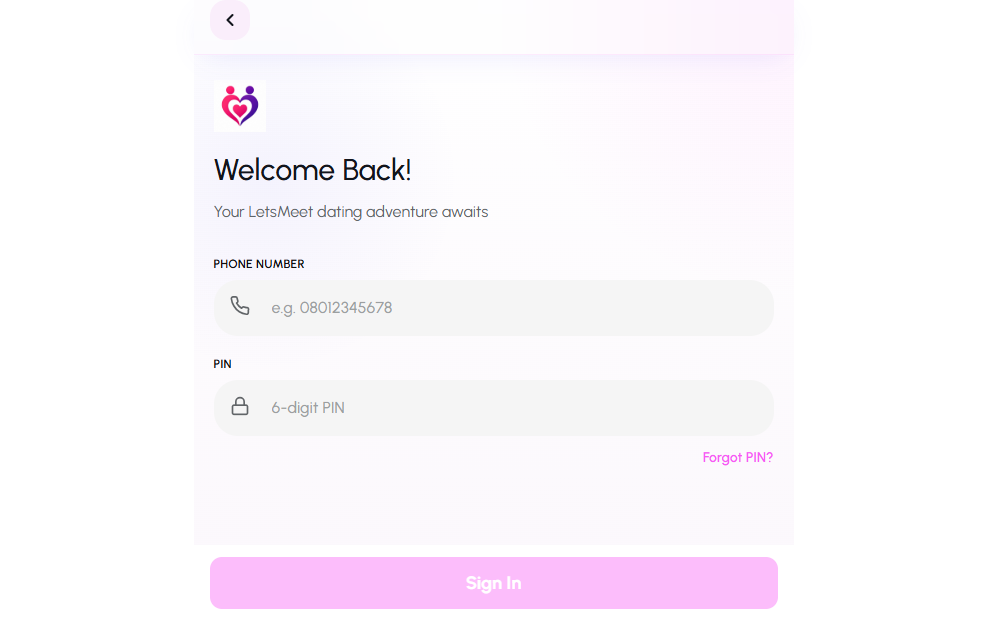 Welcome Back!
Your LetsMeet dating adventure awaits
PHONE NUMBER
e.g. 08012345678
PIN
6-digit PIN
Forgot PIN?
Sign In